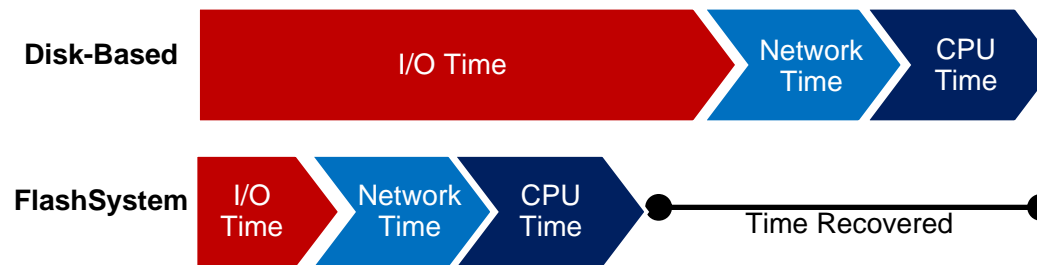 Disk-Based
I/O Time
Network
Time
CPU
Time
FlashSystem
I/O
Time
Network
Time
CPU
Time
Time Recovered